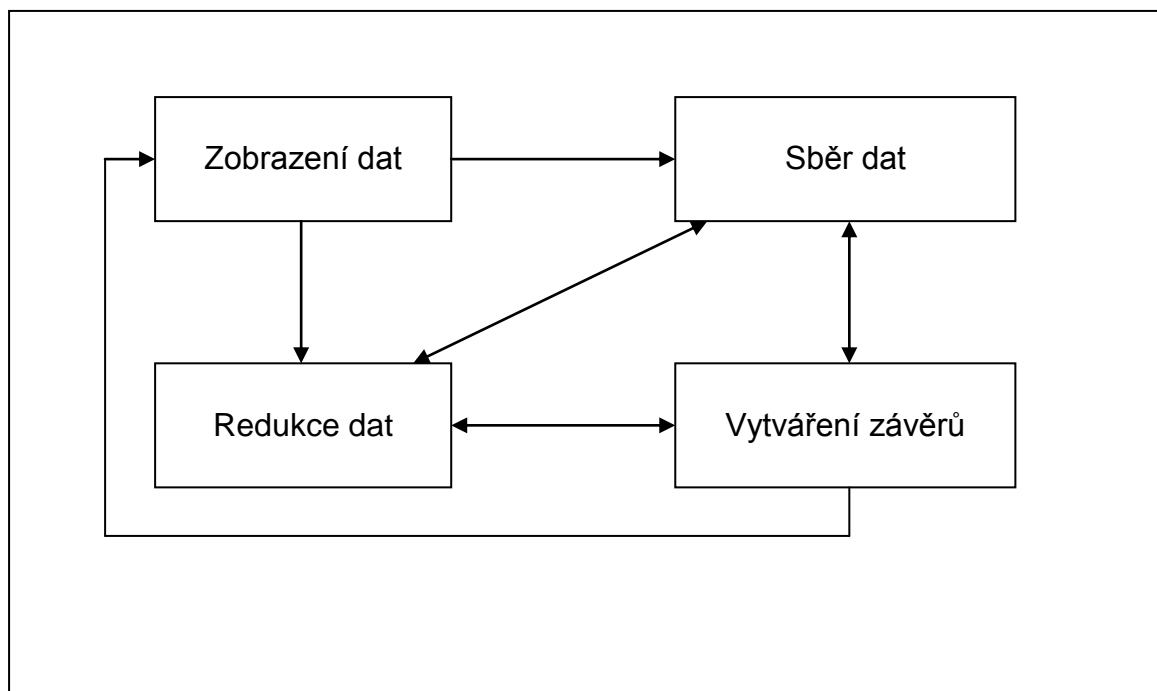 Zobrazení dat
Sběr dat
Redukce dat
Vytváření závěrů